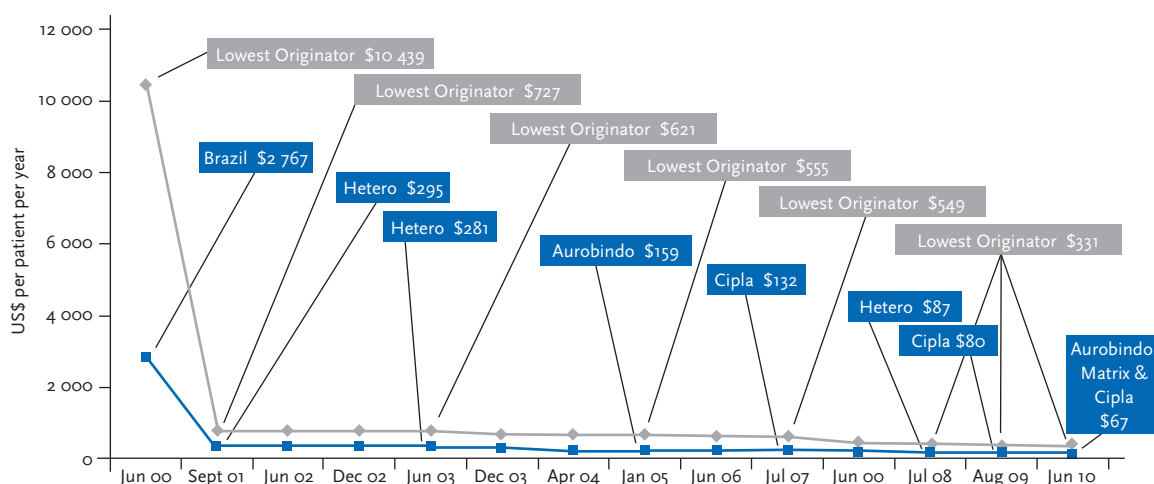 US$ per patient per year
12 000
10 000
8 000
6 000
4 000
2 000
0
Lowest Originator $10 439
Lowest Originator $727
Lowest Originator $621
Lowest Originator $555
Lowest Originator $549
Lowest Originator $331
Brazil $2 767
Hetero $295
Hetero $281
Aurobindo $159
Cipla $132
Hetero $87
Cipla $80
Aurobindo
Matrix &
Cipla
$67
Jun 00 Sept 01 Jun 02 Dec 02 Jun 03 Dec 03 Apr 04 Jan 05 Jun 06 Jul 07 Jun 00 Jul 08 Aug 09 Jun 10